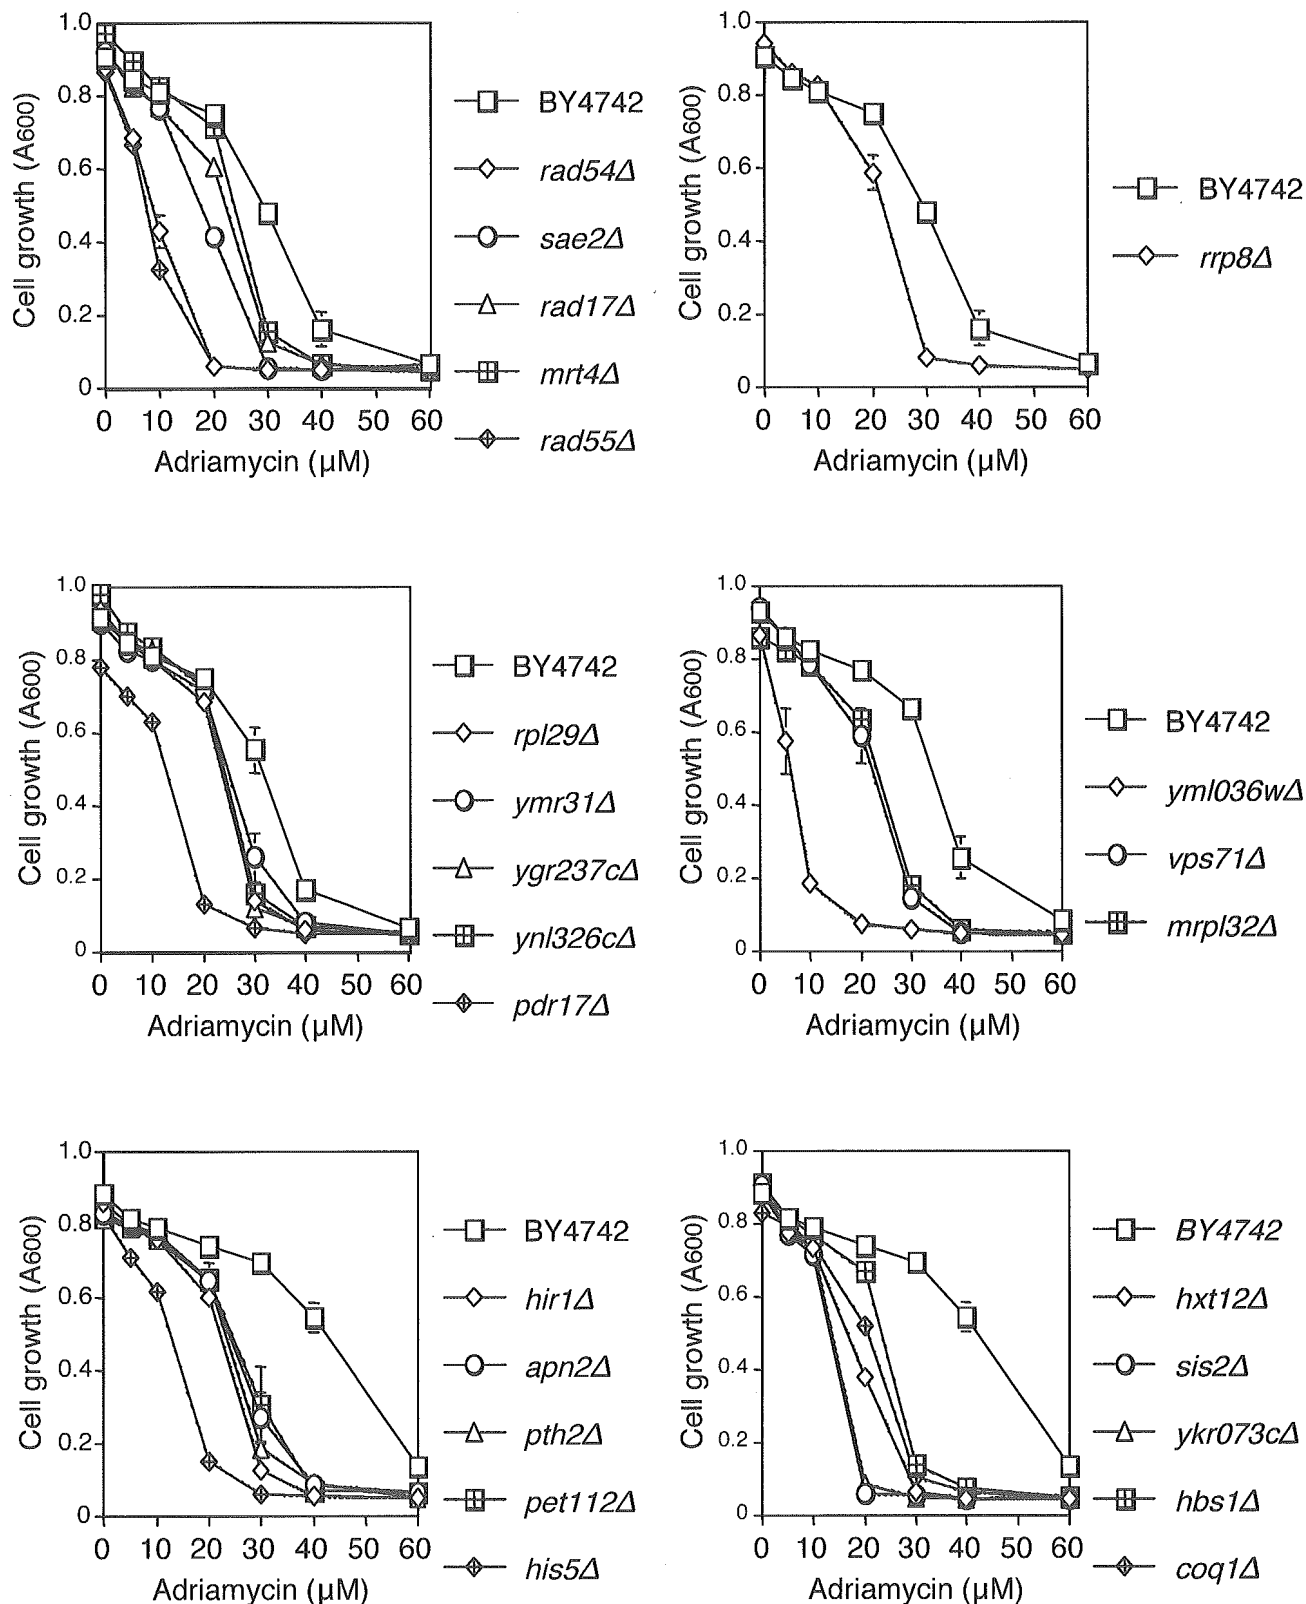 1.0
0.8
0.6
0.4
0.2
0
Cell growth (A600)
0 10 20 30 40 50 60
Adriamycin (µM)
BY4742
rad54Δ
sae2Δ
rad17Δ
mrt4Δ
rad55Δ
1.0
0.8
0.6
0.4
0.2
0
Cell growth (A600)
0 10 20 30 40 50 60
Adriamycin (µM)
BY4742
rrp8Δ
1.0
0.8
0.6
0.4
0.2
0
Cell growth (A600)
0 10 20 30 40 50 60
Adriamycin (µM)
BY4742
rpl29Δ
ymr31Δ
ygr237cΔ
ynl326cΔ
pdr17Δ
1.0
0.8
0.6
0.4
0.2
0
Cell growth (A600)
0 10 20 30 40 50 60
Adriamycin (µM)
BY4742
yml036wΔ
vps71Δ
mrpl32Δ
1.0
0.8
0.6
0.4
0.2
0
Cell growth (A600)
0 10 20 30 40 50 60
Adriamycin (µM)
BY4742
hir1Δ
apn2Δ
pth2Δ
pet112Δ
his5Δ
1.0
0.8
0.6
0.4
0.2
0
Cell growth (A600)
0 10 20 30 40 50 60
Adriamycin (µM)
BY4742
hxt12Δ
sis2Δ
ykr073cΔ
hbs1Δ
coq1Δ